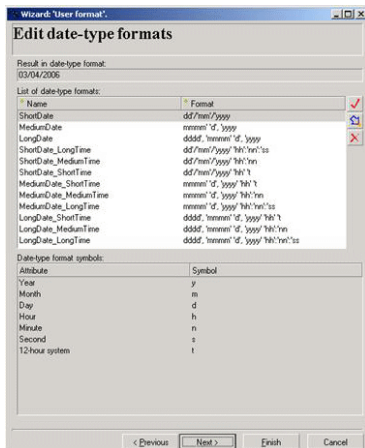 Wizard: 'User format'.
Edit date-type formats
Result in date-type format:
03/04/2006
List of date-type formats:
* Name * Format
ShortDate dd'/'mm'/'yyyy
MediumDate mmmm' 'd', 'yyyy
LongDate dddd', 'mmmm' 'd', 'yyyy
ShortDate_LongTime dd'/'mm'/'yyyy' 'hh':'nn':'ss
ShortDate_MediumTime dd'/'mm'/'yyyy' 'hh':'nn
ShortDate_ShortTime dd'/'mm'/'yyyy' 'hh' 't
MediumDate_ShortTime mmmm' 'd', 'yyyy' 'hh' 't
MediumDate_MediumTime mmmm' 'd', 'yyyy' 'hh':'nn
MediumDate_LongTime mmmm' 'd', 'yyyy' 'hh':'nn':'ss
LongDate_ShortTime dddd', 'mmmm' 'd', 'yyyy' 'hh' 't
LongDate_MediumTime dddd', 'mmmm' 'd', 'yyyy' 'hh':'nn
LongDate_LongTime dddd', 'mmmm' 'd', 'yyyy' 'hh':'nn':'ss
Date-type format symbols:
Attribute Symbol
Year y
Month m
Day d
Hour h
Minute n
Second s
12-hour system t
< Previous Next > Finish Cancel